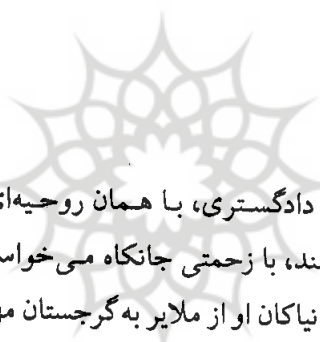 دادگستری، با همان روحیه‌ا
ند، با زحمتی جانکاه می‌خواس
نیاکان او از ملایر به گرجستان م